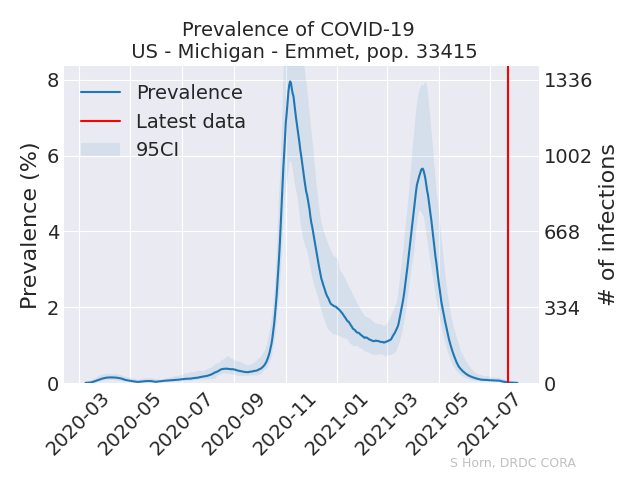 Prevalence of COVID-19
US - Michigan - Emmet, pop. 33415
Prevalence
Latest data
95CI
Prevalence (%)
8
6
4
2
0
1336
1002
668
334
0
# of infections
2020-03
2020-05
2020-07
2020-09
2020-11
2021-01
2021-03
2021-05
2021-07
S Horn, DRDC CORA